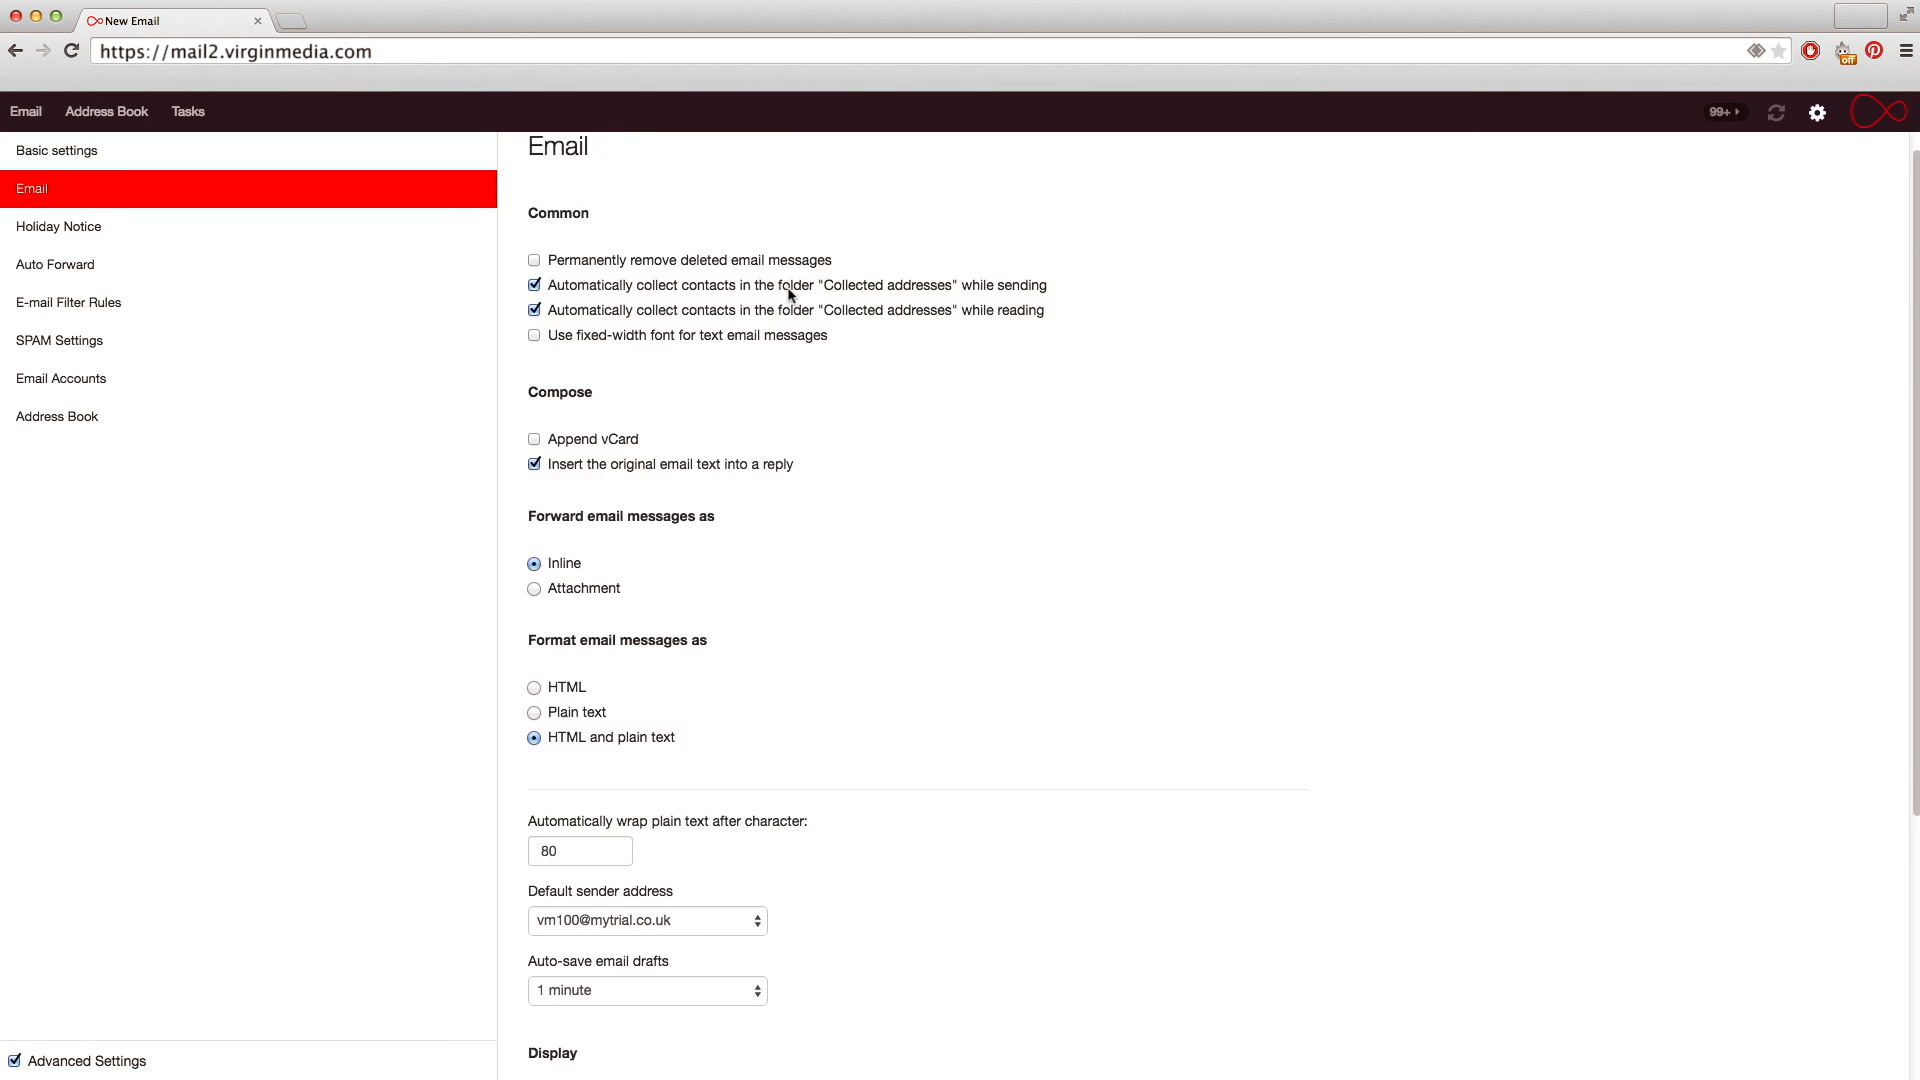 New Email
https://mail2.virginmedia.com
off
Email Address Book Tasks
99+
Basic settings
Email
Holiday Notice
Auto Forward
E-mail Filter Rules
SPAM Settings
Email Accounts
Address Book
Advanced Settings
Email
Common
Permanently remove deleted email messages
Automatically collect contacts in the folder "Collected addresses" while sending
Automatically collect contacts in the folder "Collected addresses" while reading
Use fixed-width font for text email messages
Compose
Append vCard
Insert the original email text into a reply
Forward email messages as
Inline
Attachment
Format email messages as
HTML
Plain text
HTML and plain text
Automatically wrap plain text after character:
80
Default sender address
vm100@mytrial.co.uk
Auto-save email drafts
1 minute
Display